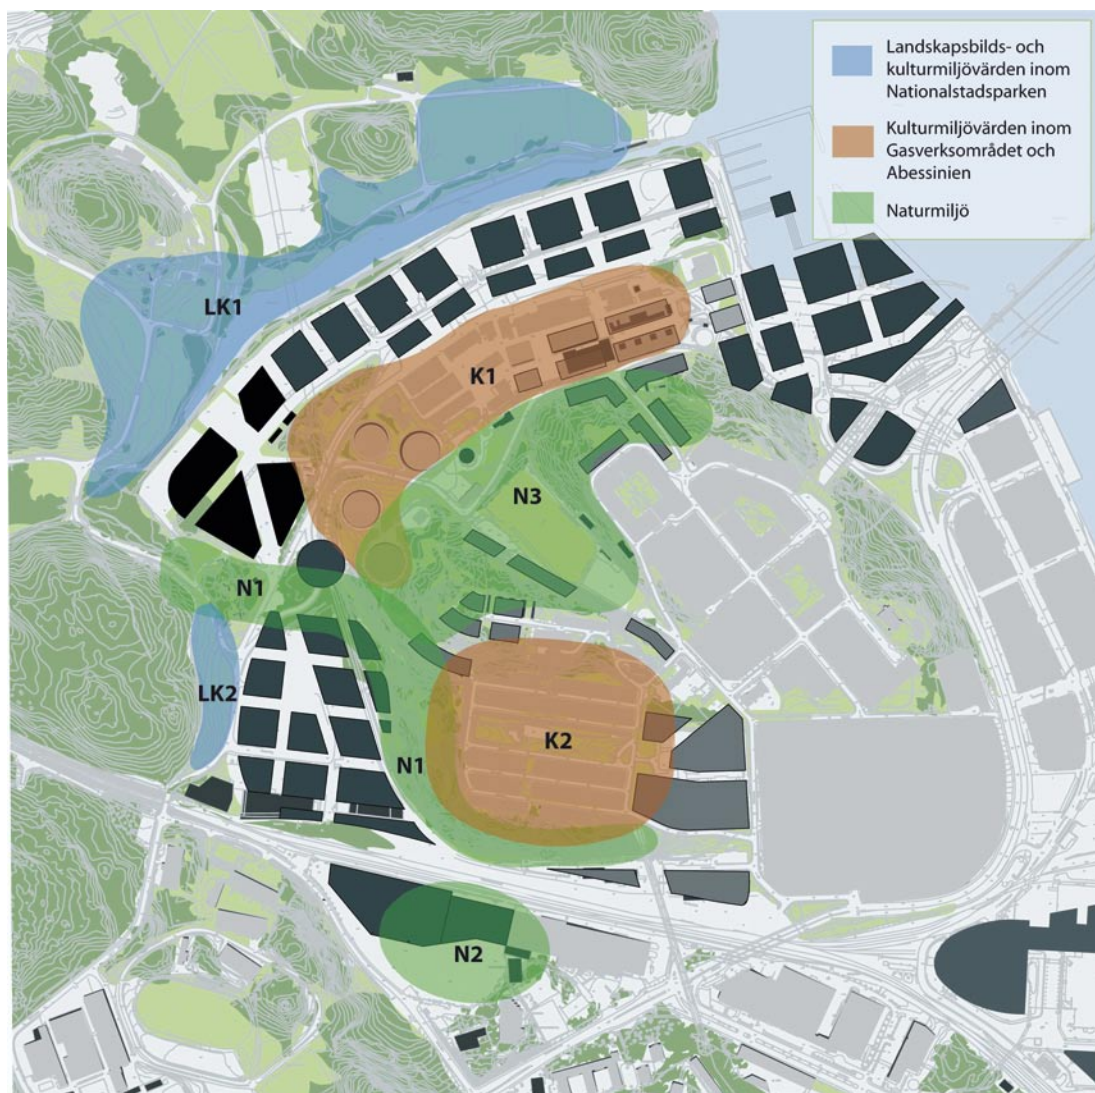 Landskapsbilds- och
kulturmiljövärden inom
Nationalstadsparken
Kulturmiljövärden inom
Gasverksområdet och
Abessinien
Naturmiljö
LK1
K1
N3
N1
LK2
K2
N1
N2